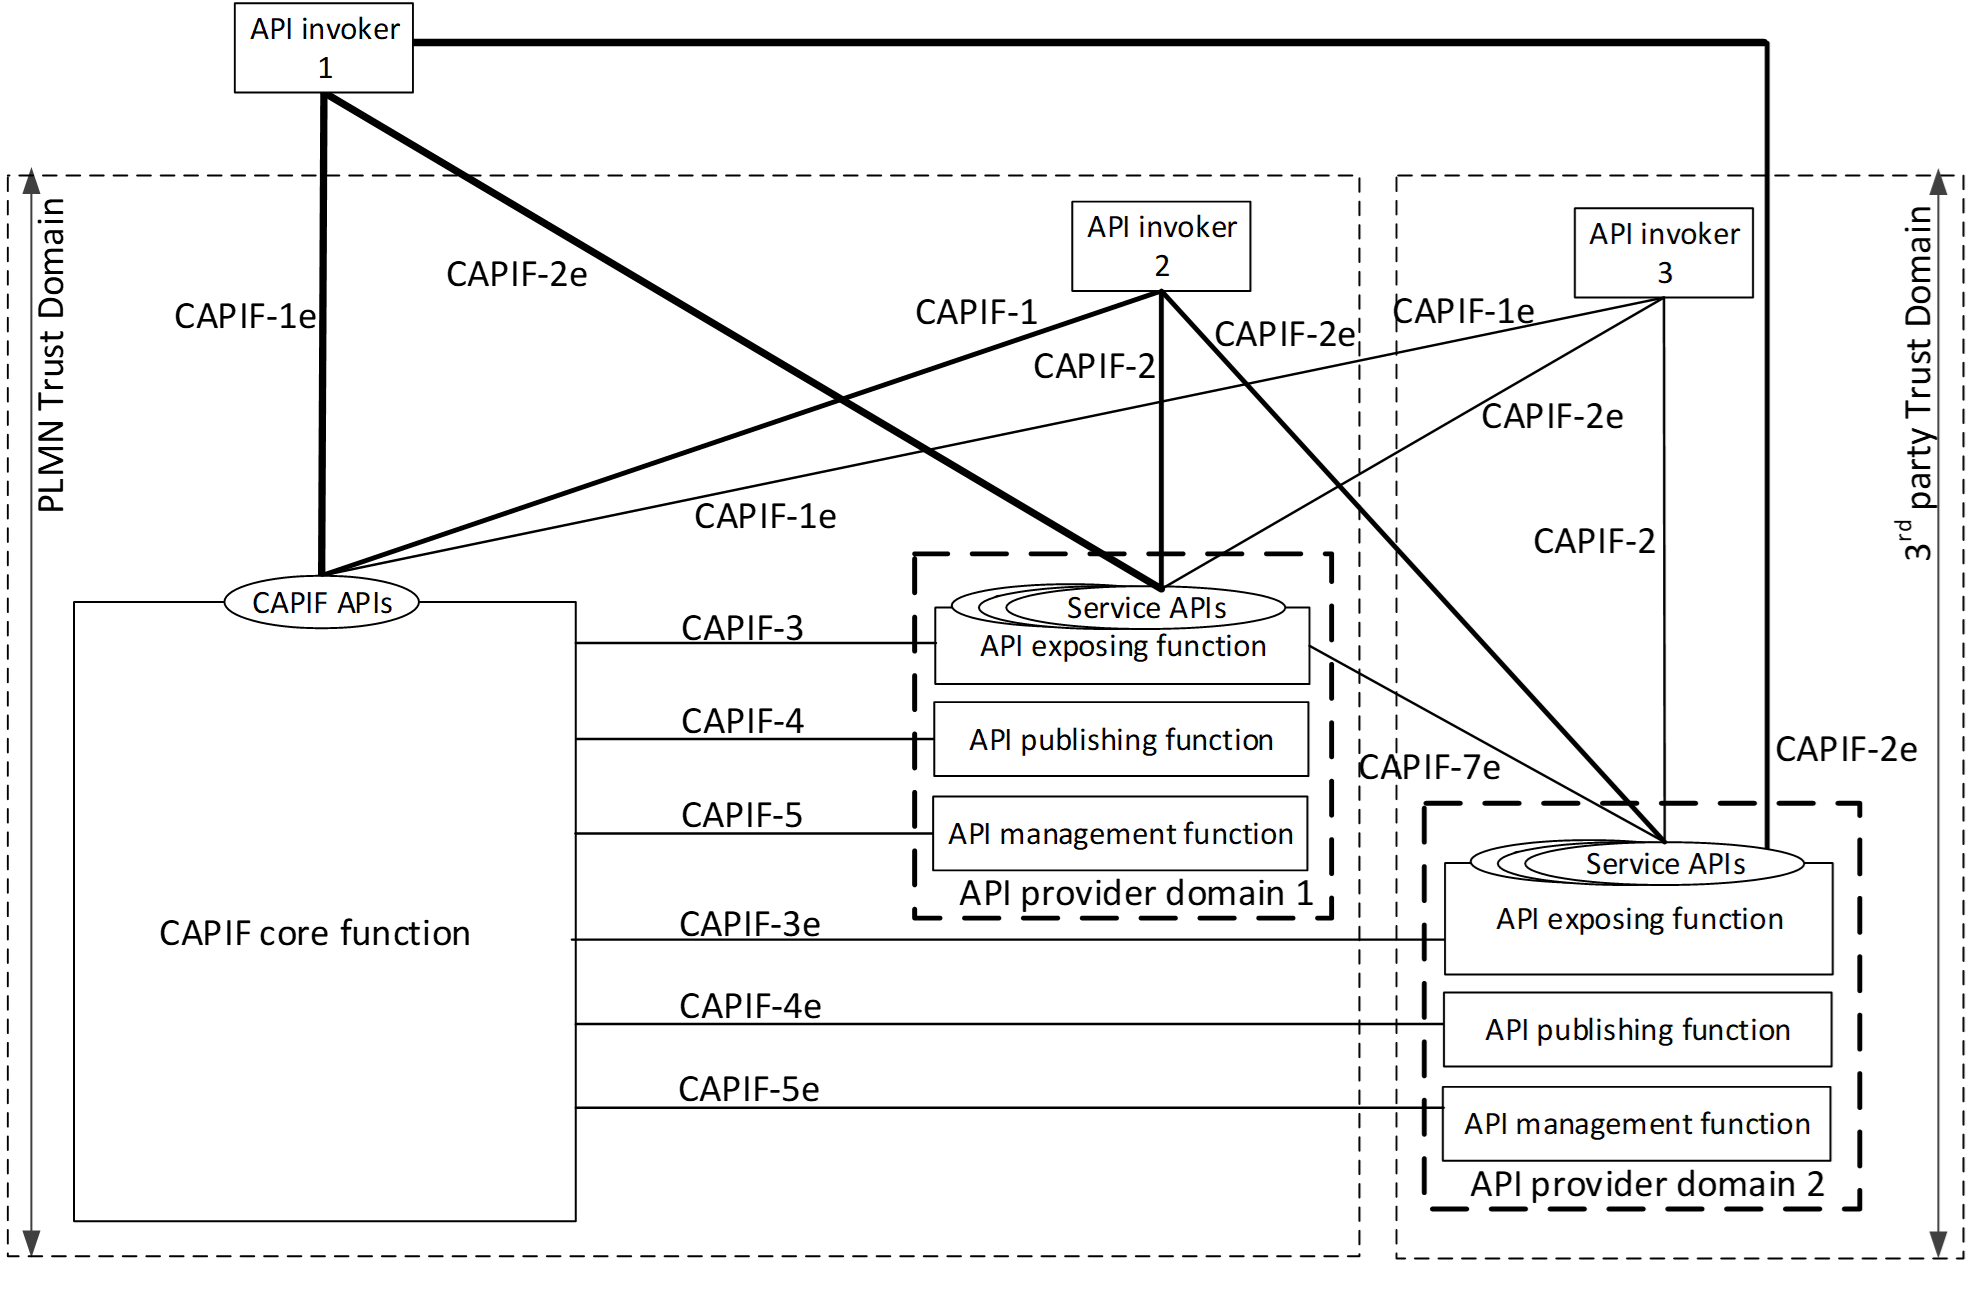 API invoker
1
PLMN Trust Domain
3rd party Trust Domain
API invoker
2
API invoker
3
CAPIF-1e
CAPIF-2e
CAPIF-1
CAPIF-2
CAPIF-2e
CAPIF-1e
CAPIF-2e
CAPIF-1e
CAPIF-2
CAPIF APIs
Service APIs
CAPIF-3
API exposing function
CAPIF-4
API publishing function
CAPIF-7e
CAPIF-2e
CAPIF-5
API management function
API provider domain 1
Service APIs
CAPIF core function
CAPIF-3e
API exposing function
CAPIF-4e
API publishing function
CAPIF-5e
API management function
API provider domain 2